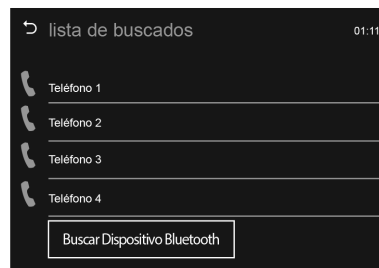 lista de buscados
01:11
Teléfono 1
Teléfono 2
Teléfono 3
Teléfono 4
Buscar Dispositivo Bluetooth